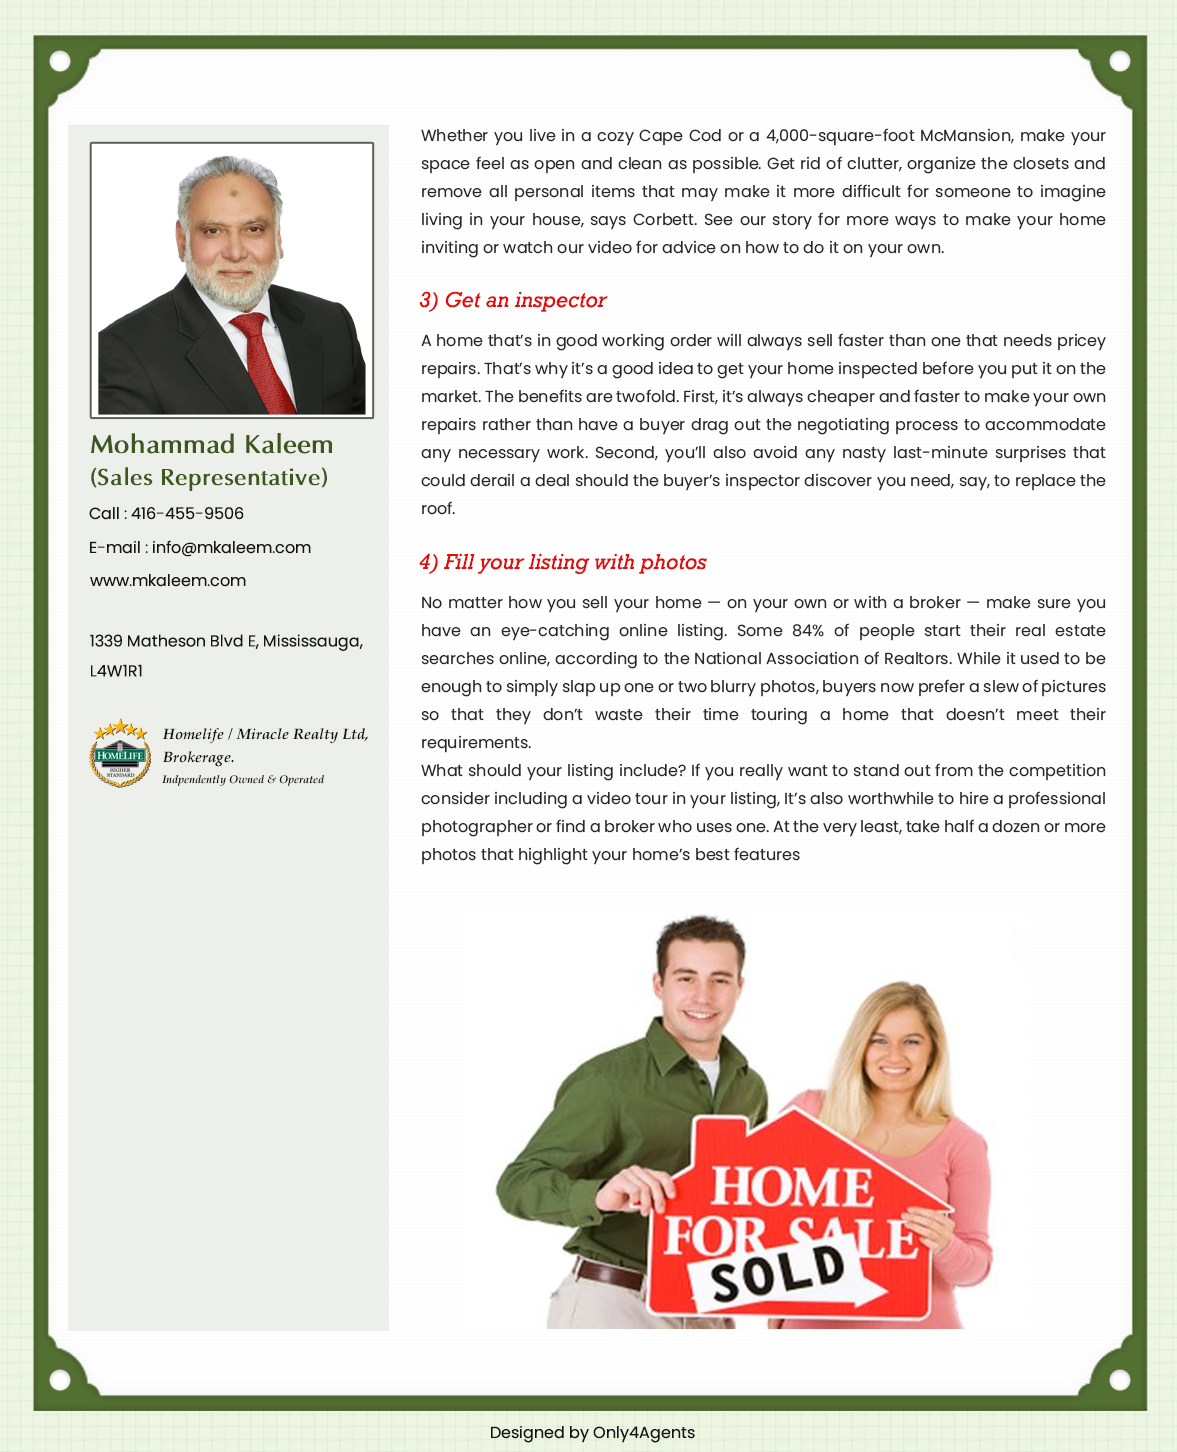 Mohammad Kaleem
(Sales Representative)
Call : 416-455-9506
E-mail : info@mkaleem.com
www.mkaleem.com
1339 Matheson Blvd E, Mississauga,
L4W1R1
HOMELIFE
HIGHER
STANDARD
Homelife / Miracle Realty Ltd,
Brokerage.
Indpendently Owned & Operated
Whether you live in a cozy Cape Cod or a 4,000-square-foot McMansion, make your
space feel as open and clean as possible. Get rid of clutter, organize the closets and
remove all personal items that may make it more difficult for someone to imagine
living in your house, says Corbett. See our story for more ways to make your home
inviting or watch our video for advice on how to do it on your own.
3) Get an inspector
A home that’s in good working order will always sell faster than one that needs pricey
repairs. That’s why it’s a good idea to get your home inspected before you put it on the
market. The benefits are twofold. First, it’s always cheaper and faster to make your own
repairs rather than have a buyer drag out the negotiating process to accommodate
any necessary work. Second, you’ll also avoid any nasty last-minute surprises that
could derail a deal should the buyer’s inspector discover you need, say, to replace the
roof.
4) Fill your listing with photos
No matter how you sell your home — on your own or with a broker — make sure you
have an eye-catching online listing. Some 84% of people start their real estate
searches online, according to the National Association of Realtors. While it used to be
enough to simply slap up one or two blurry photos, buyers now prefer a slew of pictures
so that they don’t waste their time touring a home that doesn’t meet their
requirements.
What should your listing include? If you really want to stand out from the competition
consider including a video tour in your listing, It’s also worthwhile to hire a professional
photographer or find a broker who uses one. At the very least, take half a dozen or more
photos that highlight your home’s best features
HOME
FOR SALE
SOLD
Designed by Only4Agents